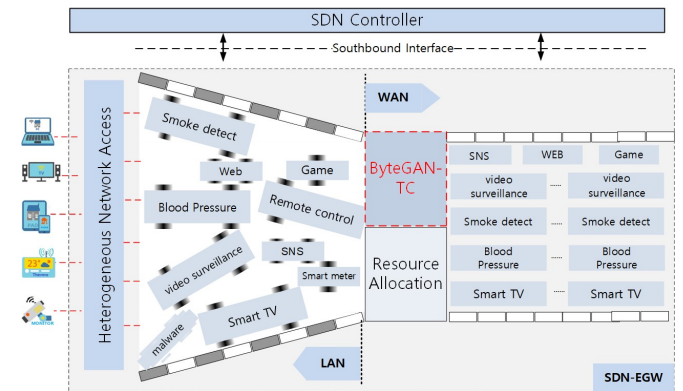 SDN Controller
Southbound Interface
WAN
Heterogeneous Network Access
Smoke detect
Web
Game
Blood Pressure
Remote control
video surveillance
SNS
Smart meter
Smart TV
malware
LAN
ByteGAN-
TC
Resource
Allocation
SNS
WEB
Game
video
surveillance
......
video
surveillance
Smoke detect
......
Smoke detect
Blood
Pressure
......
Blood
Pressure
Smart TV
......
Smart TV
SDN-EGW
23°
MONITOR